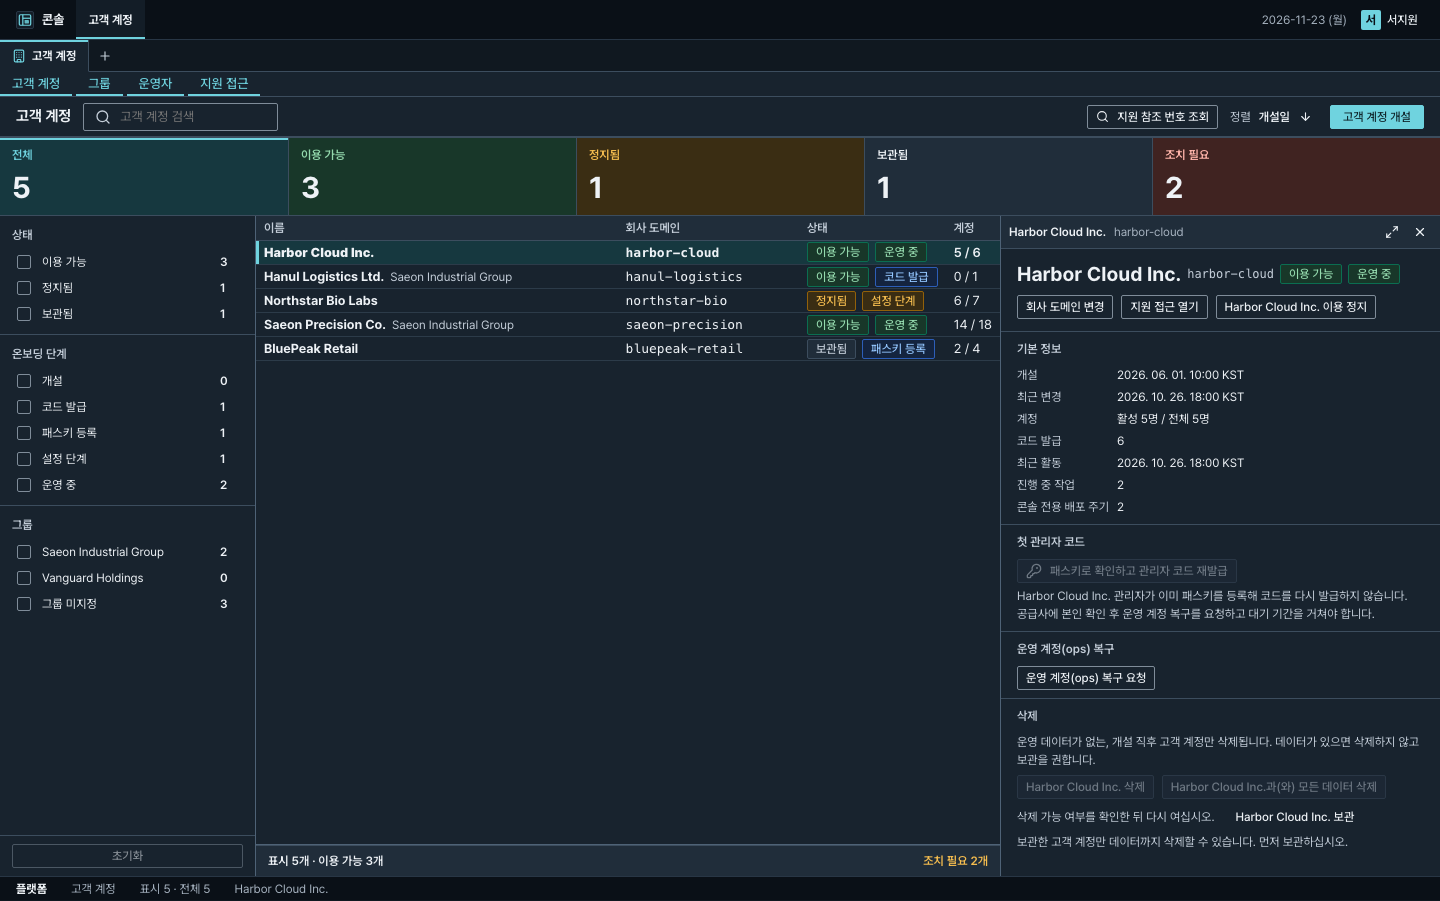 콘솔 고객 계정 2026-11-23 (월) 서 서지원
고객 계정
고객 계정 그룹 운영자 지원 접근
고객 계정 고객 계정 검색 지원 참조 번호 조회 정렬 개설일 고객 계정 개설
전체 이용 가능 정지됨 보관됨 조치 필요
5 3 1 1 2
상태
이용 가능 3
정지됨 1
보관됨 1
온보딩 단계
개설 0
코드 발급 1
패스키 등록 1
설정 단계 1
운영 중 2
그룹
Saeon Industrial Group 2
Vanguard Holdings 0
그룹 미지정 3
초기화
이름 회사 도메인 상태 계정
Harbor Cloud Inc. harbor-cloud 이용 가능 운영 중 5 / 6
Hanul Logistics Ltd. Saeon Industrial Group hanul-logistics 이용 가능 코드 발급 0 / 1
Northstar Bio Labs northstar-bio 정지됨 설정 단계 6 / 7
Saeon Precision Co. Saeon Industrial Group saeon-precision 이용 가능 운영 중 14 / 18
BluePeak Retail bluepeak-retail 보관됨 패스키 등록 2 / 4
표시 5개 · 이용 가능 3개 조치 필요 2개
Harbor Cloud Inc. harbor-cloud
Harbor Cloud Inc. harbor-cloud 이용 가능 운영 중
회사 도메인 변경 지원 접근 열기 Harbor Cloud Inc. 이용 정지
기본 정보
개설 2026. 06. 01. 10:00 KST
최근 변경 2026. 10. 26. 18:00 KST
계정 활성 5명 / 전체 5명
코드 발급 6
최근 활동 2026. 10. 26. 18:00 KST
진행 중 작업 2
콘솔 전용 배포 주기 2
첫 관리자 코드
패스키로 확인하고 관리자 코드 재발급
Harbor Cloud Inc. 관리자가 이미 패스키를 등록해 코드를 다시 발급하지 않습니다.
공급사에 본인 확인 후 운영 계정 복구를 요청하고 대기 기간을 거쳐야 합니다.
운영 계정(ops) 복구
운영 계정(ops) 복구 요청
삭제
운영 데이터가 없는, 개설 직후 고객 계정만 삭제됩니다. 데이터가 있으면 삭제하지 않고
보관을 권합니다.
Harbor Cloud Inc. 삭제 Harbor Cloud Inc.과(와) 모든 데이터 삭제
삭제 가능 여부를 확인한 뒤 다시 여십시오. Harbor Cloud Inc. 보관
보관한 고객 계정만 데이터까지 삭제할 수 있습니다. 먼저 보관하십시오.
플랫폼 고객 계정 표시 5 · 전체 5 Harbor Cloud Inc.